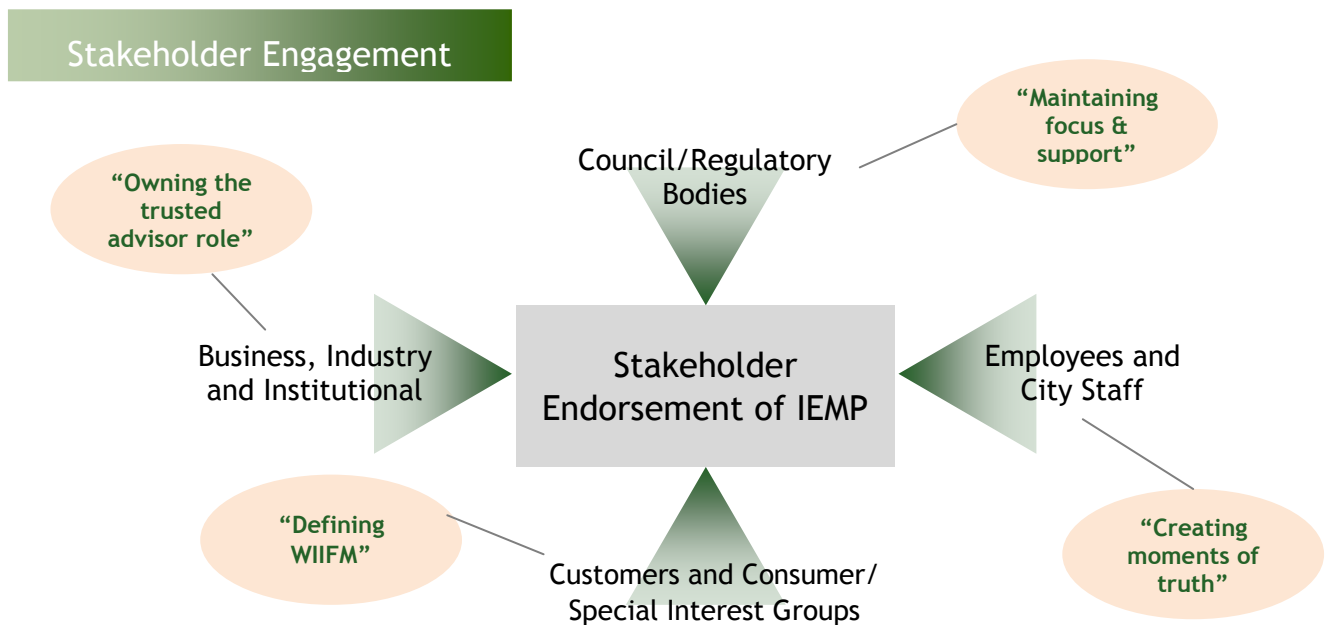 Stakeholder Engagement
“Maintaining
focus &
support”
Council/Regulatory
Bodies
“Owning the
trusted
advisor role”
Business, Industry
and Institutional
Stakeholder
Endorsement of IEMP
Employees and
City Staff
“Defining
WIIFM”
Customers and Consumer/
Special Interest Groups
“Creating
moments of
truth”